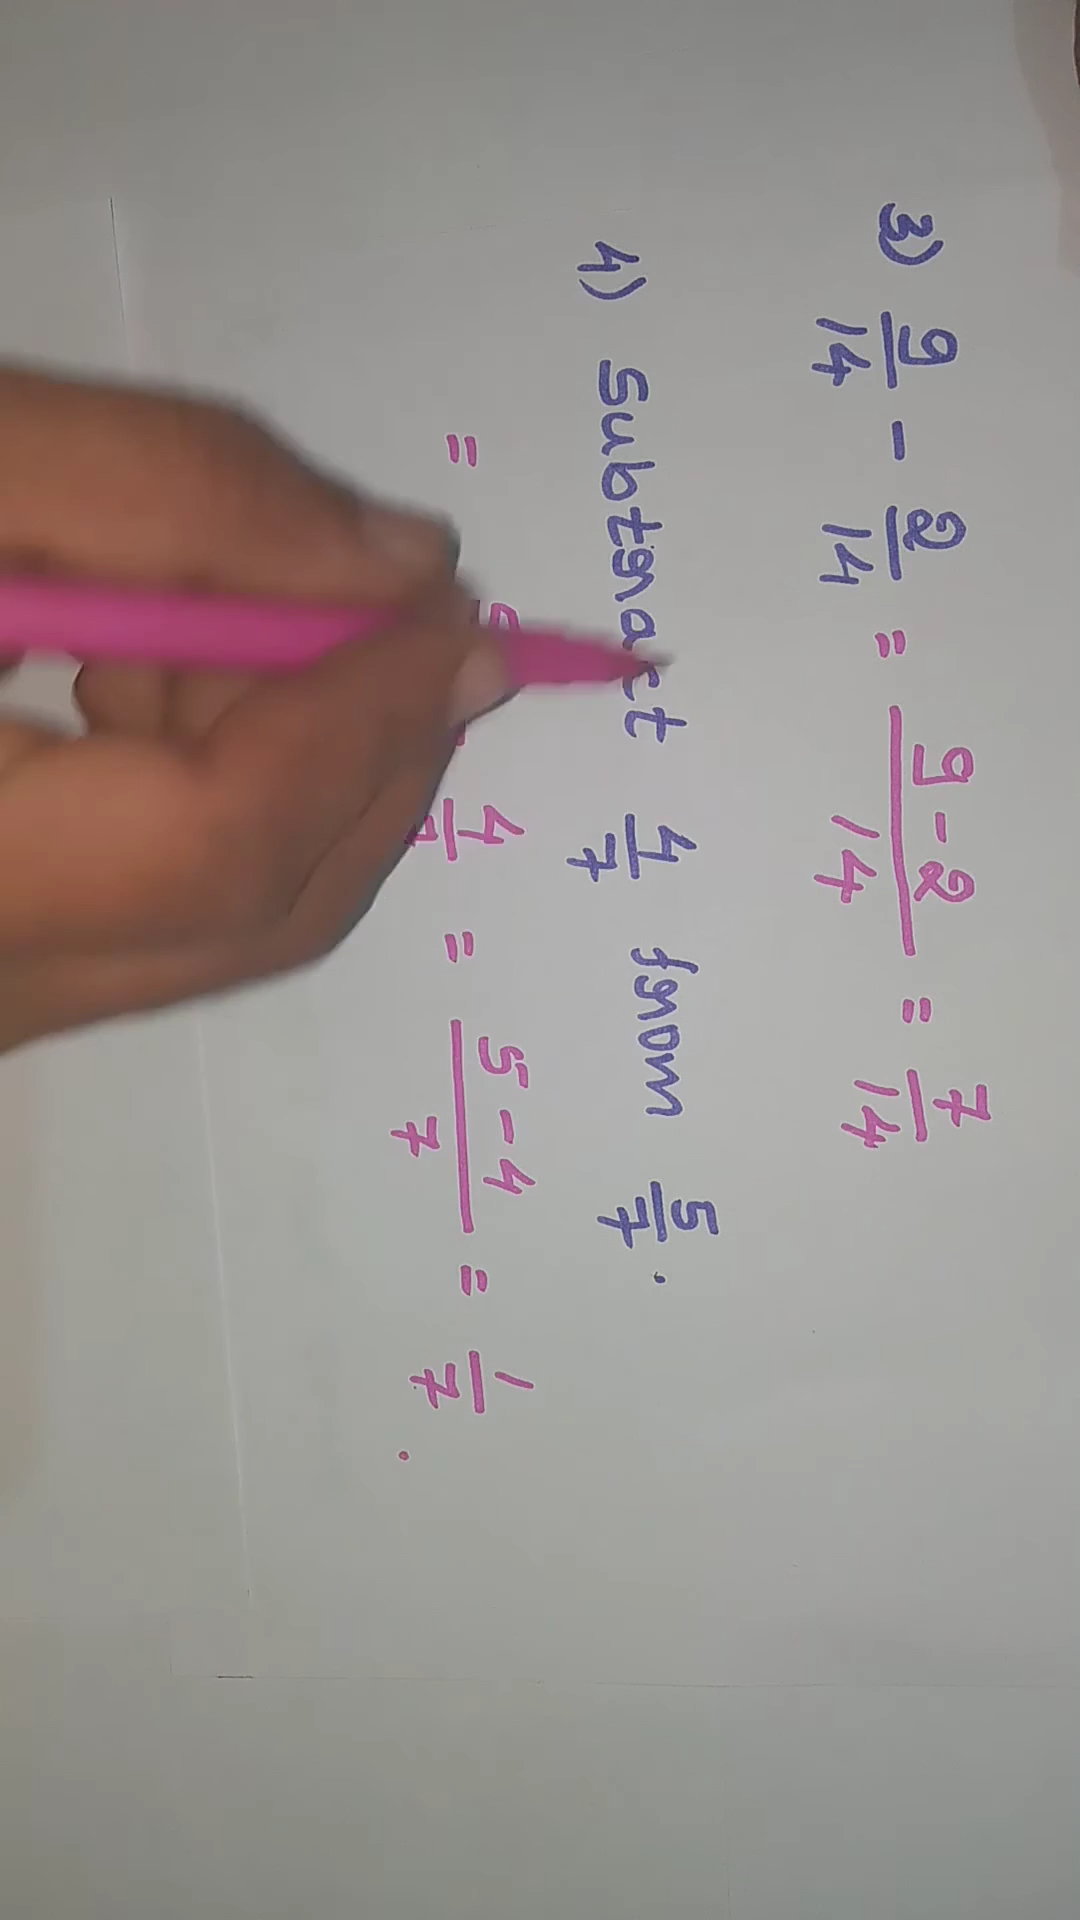 3) 9/14 - 2/14 = 9-2/14 = 7/14
4) Subtract 4/7 from 5/7.
= 4/7 = 5-4/7 = 1/7.